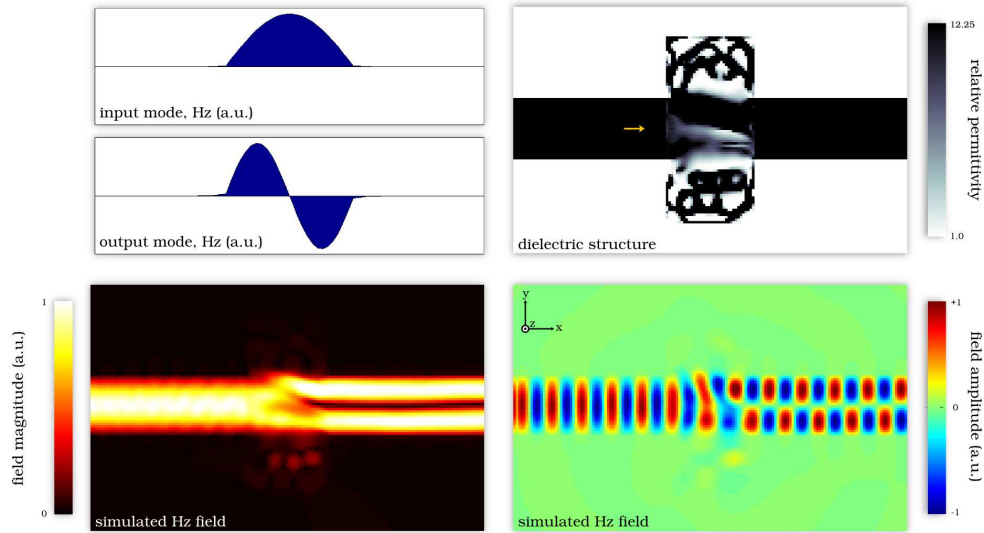 input mode, Hz (a.u.)
output mode, Hz (a.u.)
dielectric structure
12.25
relative permittivity
1.0
1
field magnitude (a.u.)
0
simulated Hz field
y
z
x
simulated Hz field
+1
0
field amplitude (a.u.)
-1